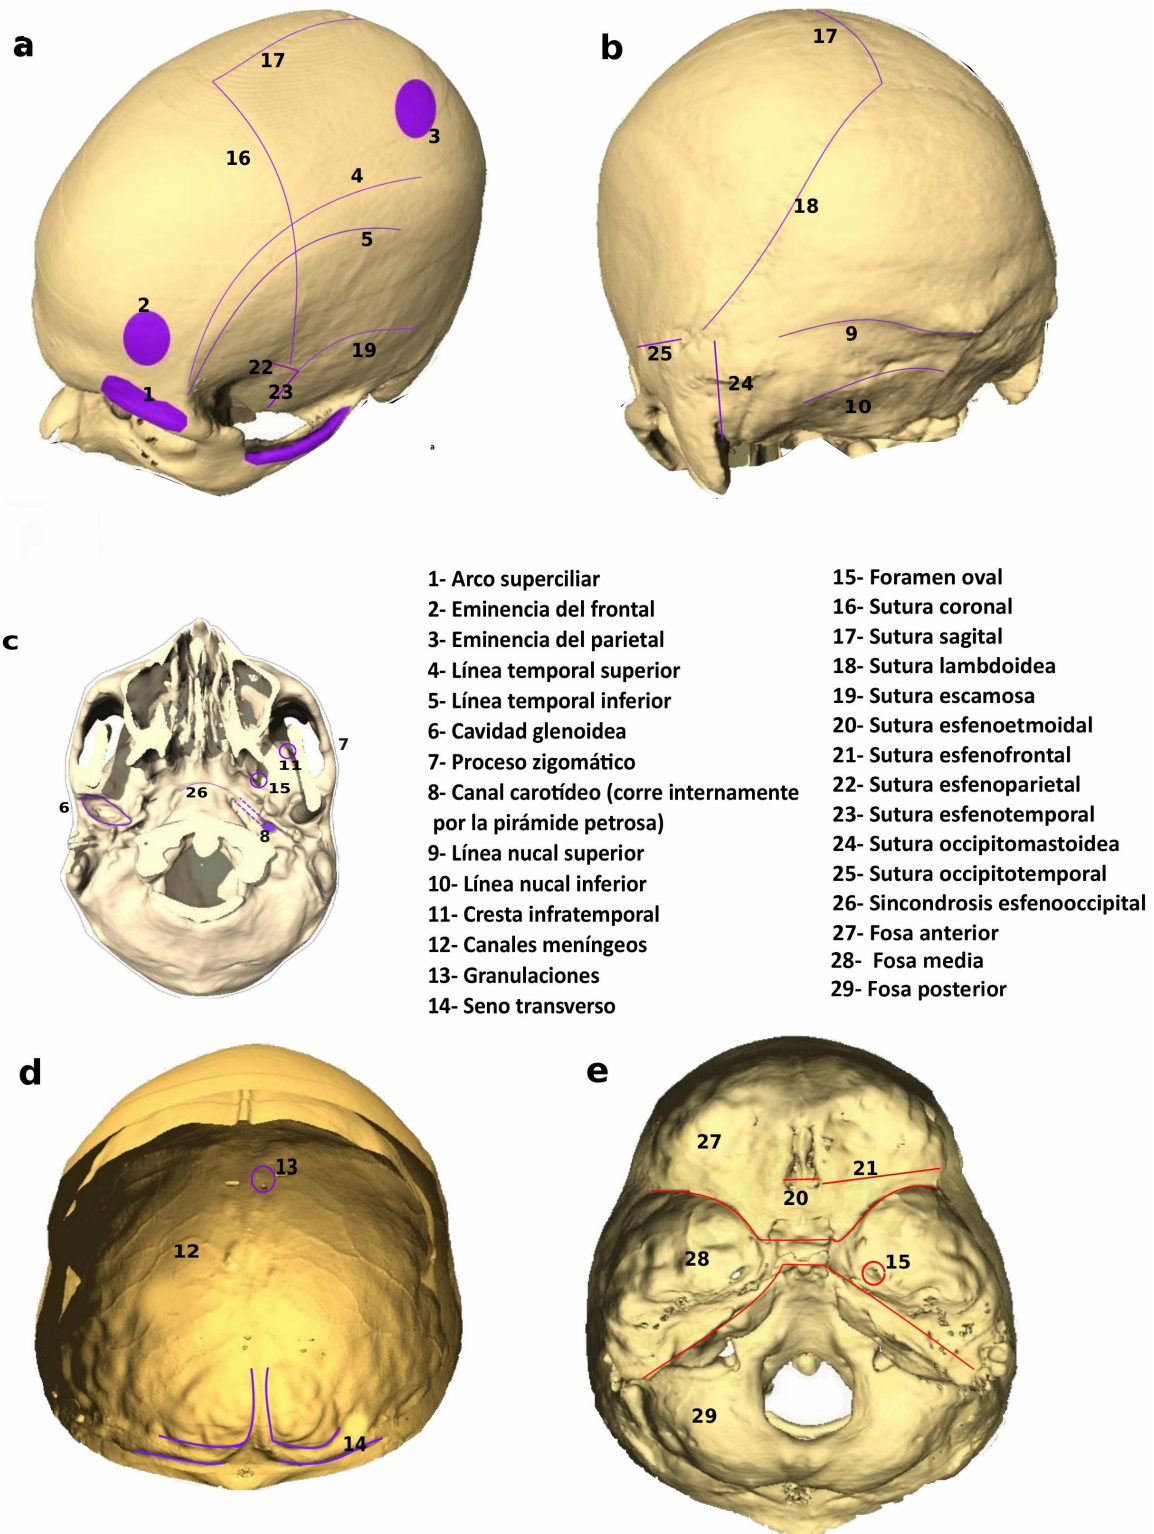 a
17
16
3
4
5
2
19
22
1
23
a
b
17
18
9
25
24
10
c
7
11
15
6
26
8
1- Arco superciliar
2- Eminencia del frontal
3- Eminencia del parietal
4- Línea temporal superior
5- Línea temporal inferior
6- Cavidad glenoidea
7- Proceso zigomático
8- Canal carotídeo (corre internamente
por la pirámide petrosa)
9- Línea nucal superior
10- Línea nucal inferior
11- Cresta infratemporal
12- Canales meníngeos
13- Granulaciones
14- Seno transverso
15- Foramen oval
16- Sutura coronal
17- Sutura sagital
18- Sutura lambdoidea
19- Sutura escamosa
20- Sutura esfenoetmoidal
21- Sutura esfenofrontal
22- Sutura esfenoparietal
23- Sutura esfenotemporal
24- Sutura occipitomastoidea
25- Sutura occipitotemporal
26- Sincondrosis esfenooccipital
27- Fosa anterior
28- Fosa media
29- Fosa posterior
d
13
12
14
e
27
21
20
28
15
29